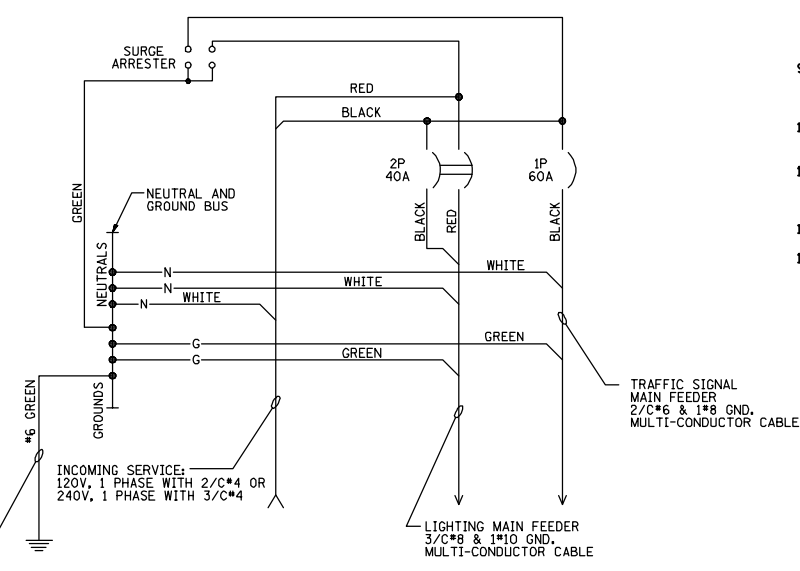 SURGE
ARRESTER
RED
BLACK
2P
40A
1P
60A
GREEN
NEUTRAL AND
GROUND BUS
BLACK
RED
BLACK
NEUTRALS
N
WHITE
N
WHITE
N
WHITE
G
GREEN
G
GREEN
#6 GREEN
GROUNDS
TRAFFIC SIGNAL
MAIN FEEDER
2/C#6 & 1#8 GND.
MULTI-CONDUCTOR CABLE
INCOMING SERVICE:
120V, 1 PHASE WITH 2/C#4 OR
240V, 1 PHASE WITH 3/C#4
LIGHTING MAIN FEEDER
3/C#8 & 1#10 GND.
MULTI-CONDUCTOR CABLE